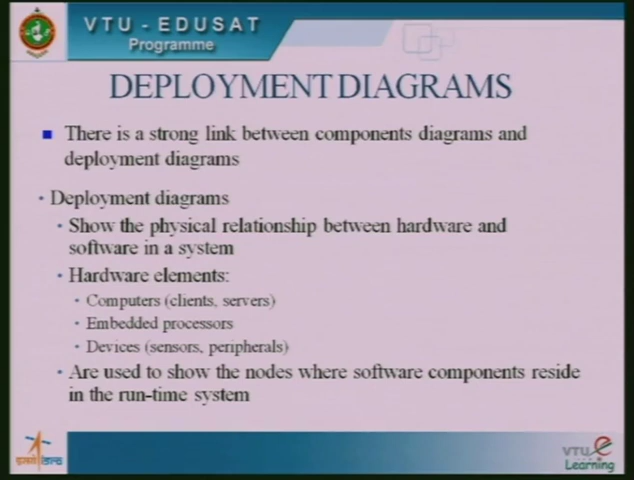 VTU - EDUSAT
Programme
DEPLOYMENT DIAGRAMS
There is a strong link between components diagrams and
deployment diagrams
Deployment diagrams
Show the physical relationship between hardware and
software in a system
Hardware elements:
Computers (clients, servers)
Embedded processors
Devices (sensors, peripherals)
Are used to show the nodes where software components reside
in the run-time system
VTU e
Learning